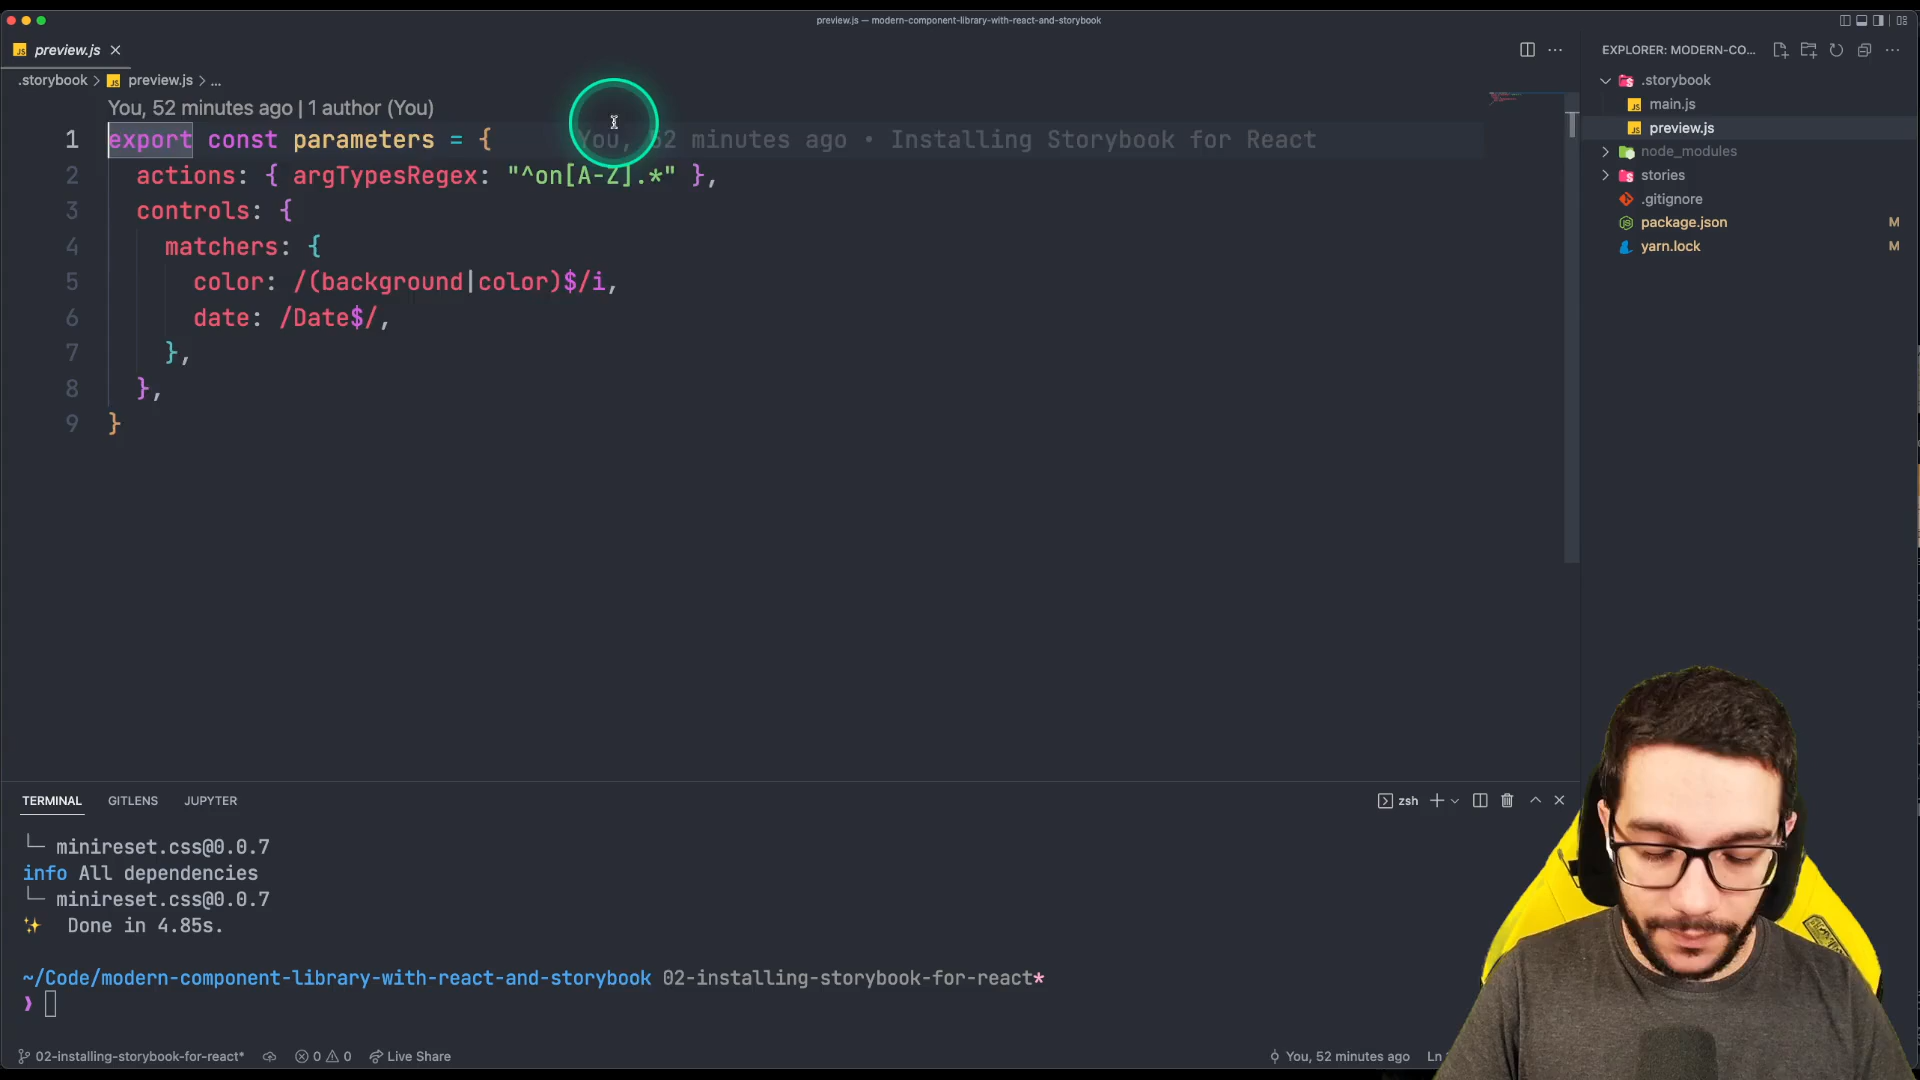 preview.js — modern-component-library-with-react-and-storybook
preview.js
.storybook > preview.js > ...
You, 52 minutes ago | 1 author (You)
1 export const parameters = { You, 52 minutes ago • Installing Storybook for React
2 actions: { argTypesRegex: "^on[A-Z].*" },
3 controls: {
4 matchers: {
5 color: /(background|color)$/i,
6 date: /Date$/,
7 },
8 },
9 }
EXPLORER: MODERN-CO...
.storybook
main.js
preview.js
node_modules
stories
.gitignore
package.json M
yarn.lock M
TERMINAL GITLENS JUPYTER
zsh
└─ minireset.css@0.0.7
info All dependencies
└─ minireset.css@0.0.7
✨ Done in 4.85s.
~/Code/modern-component-library-with-react-and-storybook 02-installing-storybook-for-react*
❯
02-installing-storybook-for-react* 0 0 Live Share
You, 52 minutes ago Ln